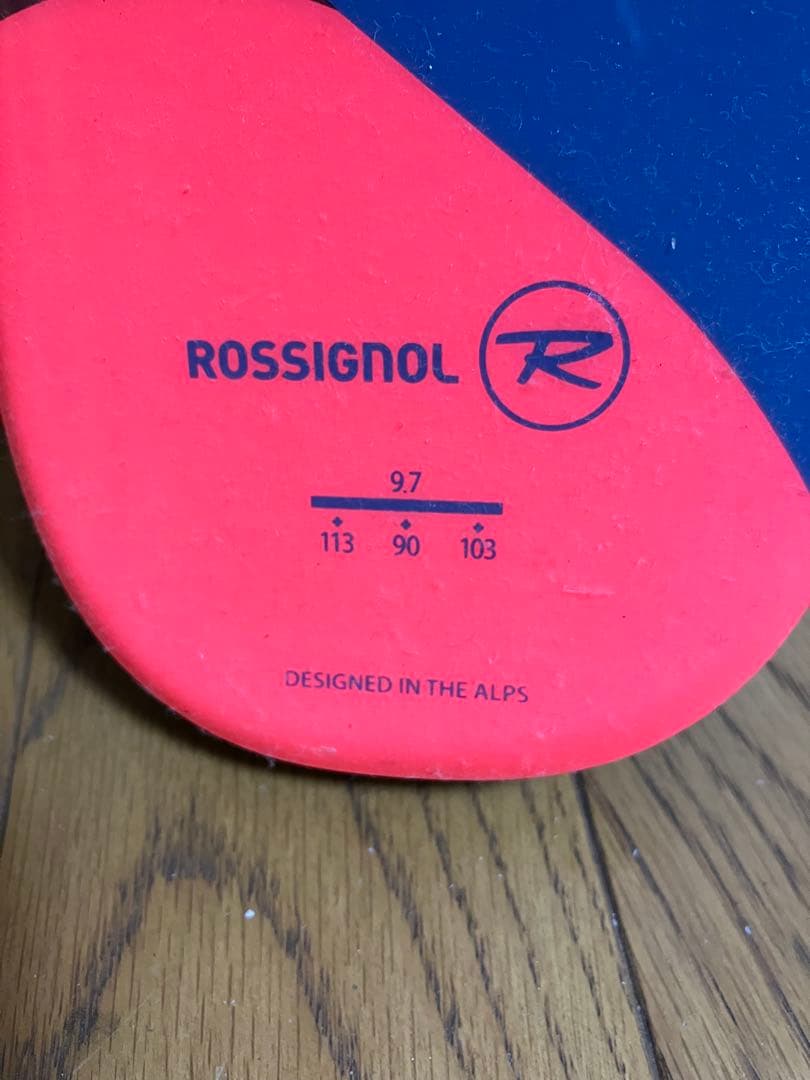 ROSSIGNOL R
9.7
113 90 103
DESIGNED IN THE ALPS